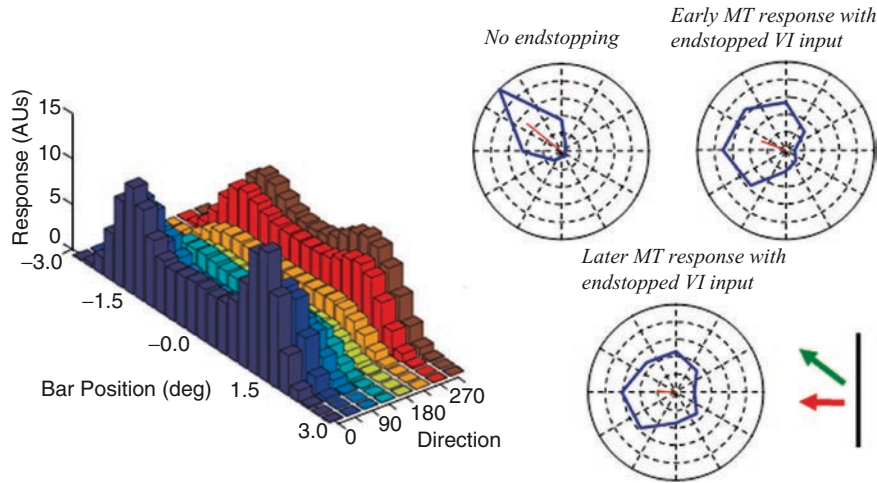 No endstopping
Early MT response with
endstopped VI input
Response (AUs)
15
10
5
0
−3.0
−1.5
−0.0
1.5
3.0
Bar Position (deg)
0
90
180
270
Direction
Later MT response with
endstopped VI input